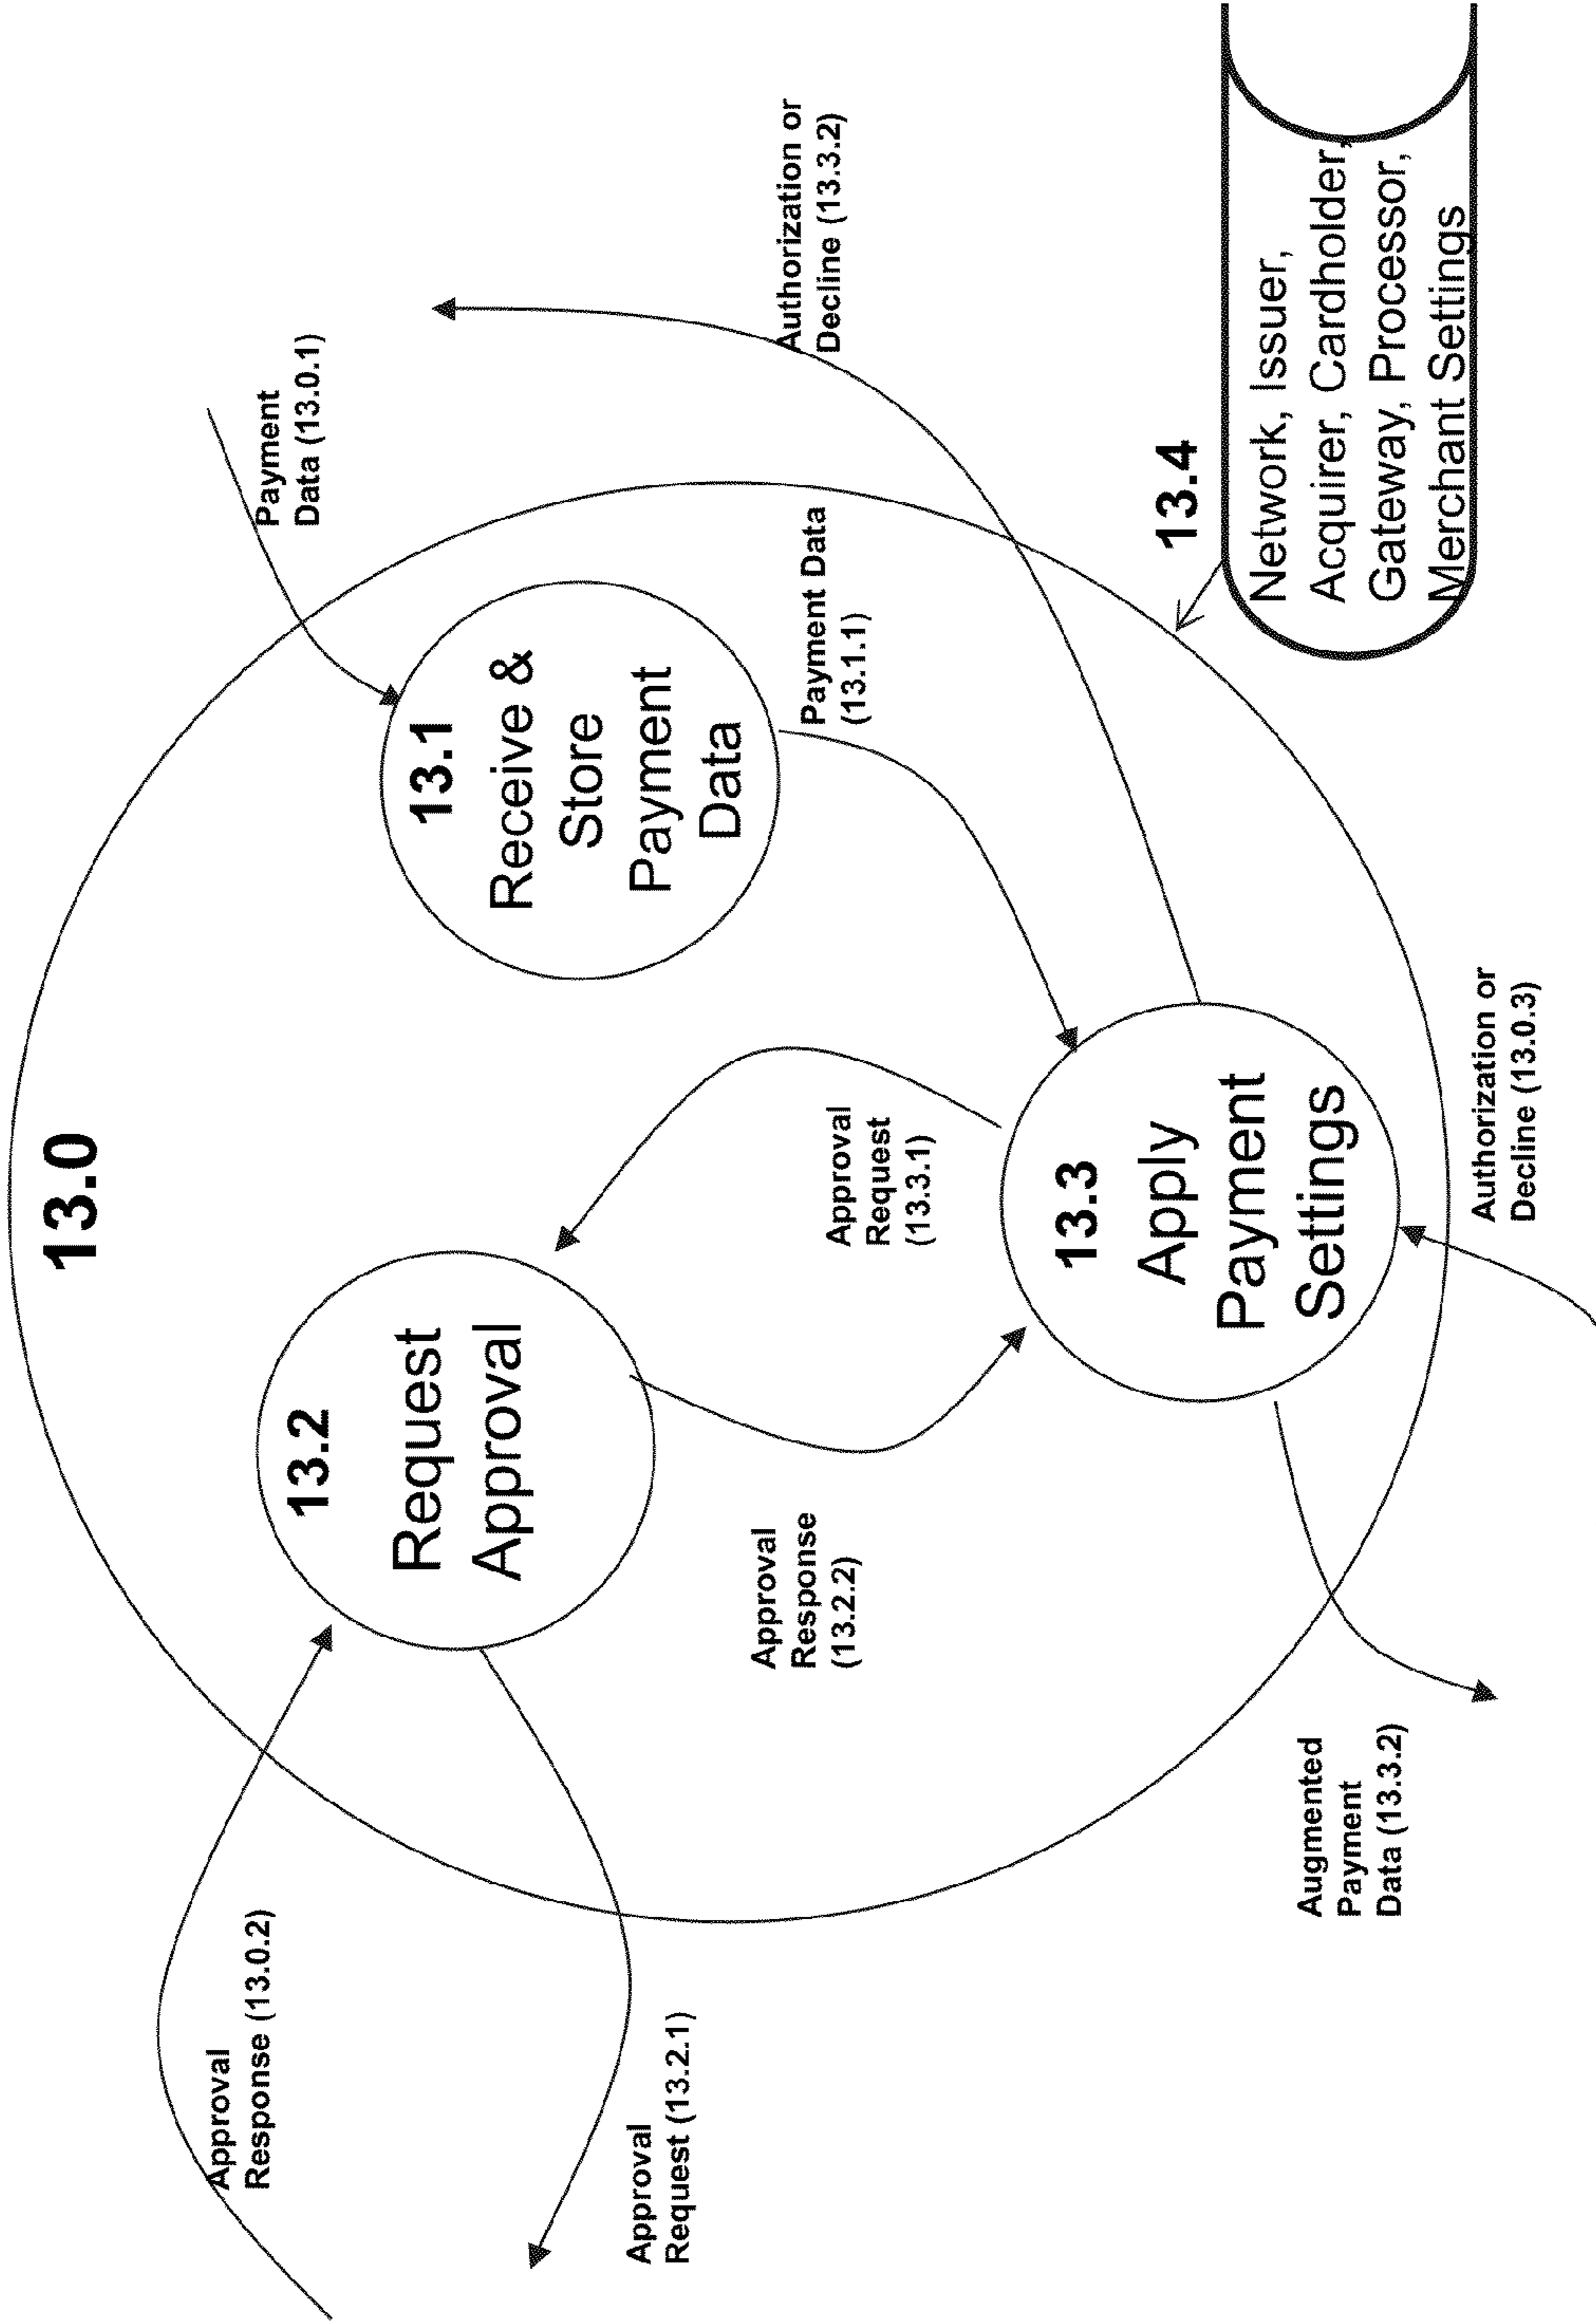 13.0
Approval
Response (13.0.2)
13.2
Request
Approval
Approval
Request (13.2.1)
Payment
Data (13.0.1)
13.1
Receive &
Store
Payment
Data
Approval
Response
(13.2.2)
Approval
Request
(13.3.1)
Payment Data
(13.1.1)
Authorization or
Decline (13.3.2)
13.3
Apply
Payment
Settings
Augmented
Payment
Data (13.3.2)
Authorization or
Decline (13.0.3)
13.4
Network, Issuer,
Acquirer, Cardholder,
Gateway, Processor,
Merchant Settings